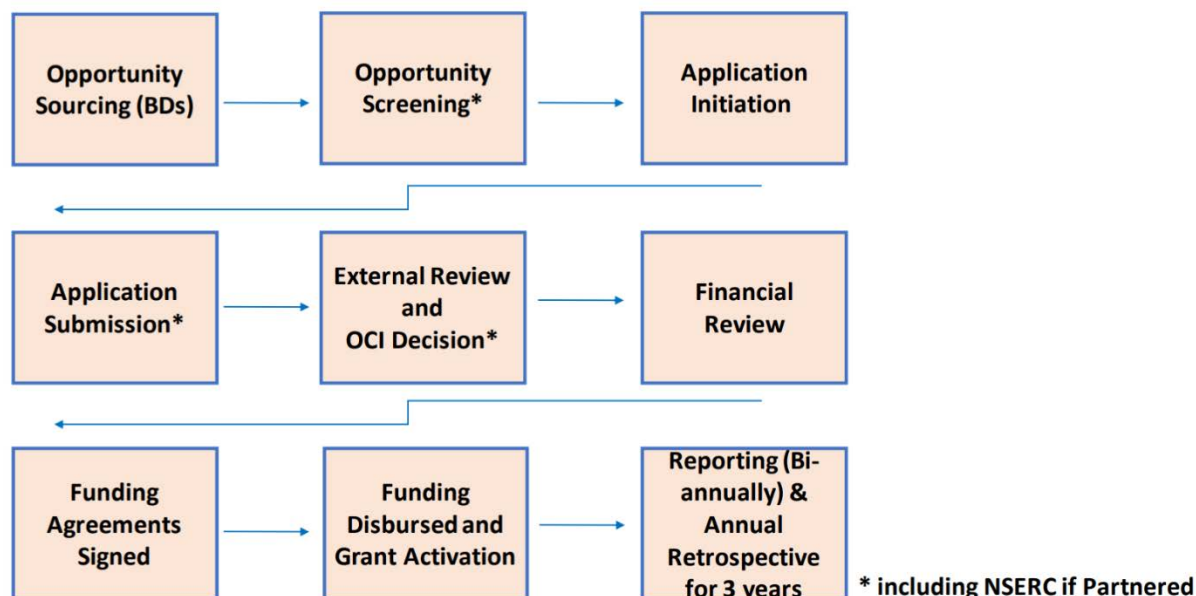 Opportunity
Sourcing (BDs)
Opportunity
Screening*
Application
Initiation
Application
Submission*
External Review
and
OCI Decision*
Financial
Review
Funding
Agreements
Signed
Funding
Disbursed and
Grant Activation
Reporting (Bi-
annually) &
Annual
Retrospective
for 3 years
* including NSERC if Partnered